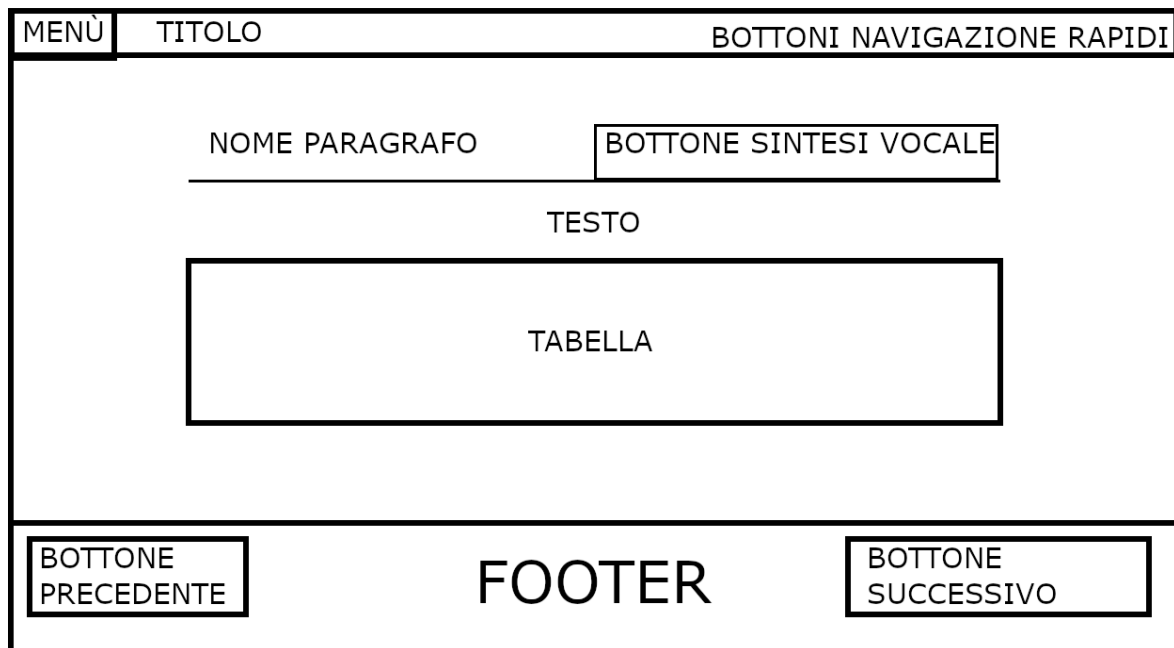 MENÙ TITOLO BOTTONI NAVIGAZIONE RAPIDI
NOME PARAGRAFO BOTTONE SINTESI VOCALE
TESTO
TABELLA
BOTTONE
PRECEDENTE
FOOTER
BOTTONE
SUCCESSIVO